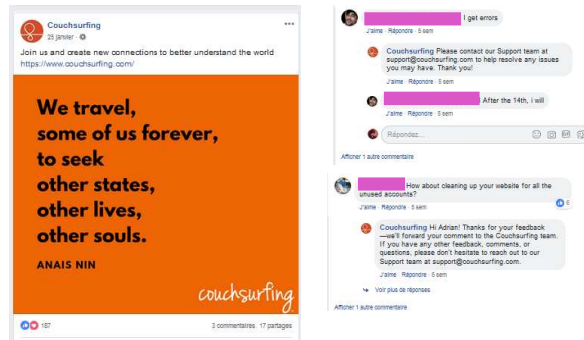 Couchsurfing
25 janvier ·
Join us and create new connections to better understand the world
https://www.couchsurfing.com/
We travel,
some of us forever,
to seek
other states,
other lives,
other souls.
ANAIS NIN
couchsurfing
187
3 commentaires 17 partages
I get errors
J'aime · Répondre · 5 sem
Couchsurfing Please contact our Support team at
support@couchsurfing.com to help resolve any issues
you may have. Thank you!
J'aime · Répondre · 5 sem
After the 14th, i will
J'aime · Répondre · 5 sem
Répondez...
Afficher 1 autre commentaire
How about cleaning up your website for all the
unused accounts?
J'aime · Répondre · 5 sem
6
Couchsurfing Hi Adrian! Thanks for your feedback
—we'll forward your comment to the Couchsurfing team.
If you have any other feedback, comments, or
questions, please don't hesitate to reach out to our
Support team at support@couchsurfing.com.
J'aime · Répondre · 5 sem
Voir plus de réponses
Afficher 1 autre commentaire